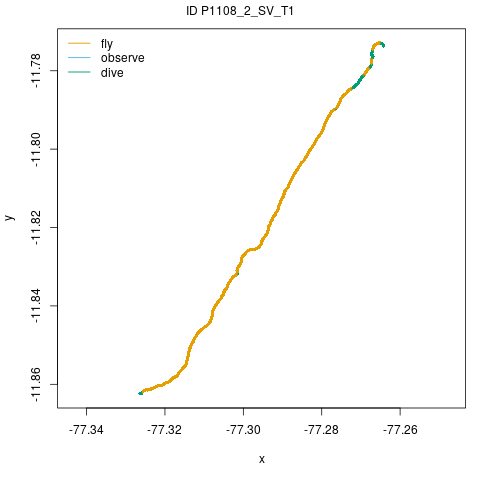 ID P1108_2_SV_T1
fly
observe
dive
y
-11.78
-11.80
-11.82
-11.84
-11.86
-77.34
-77.32
-77.30
-77.28
-77.26
x